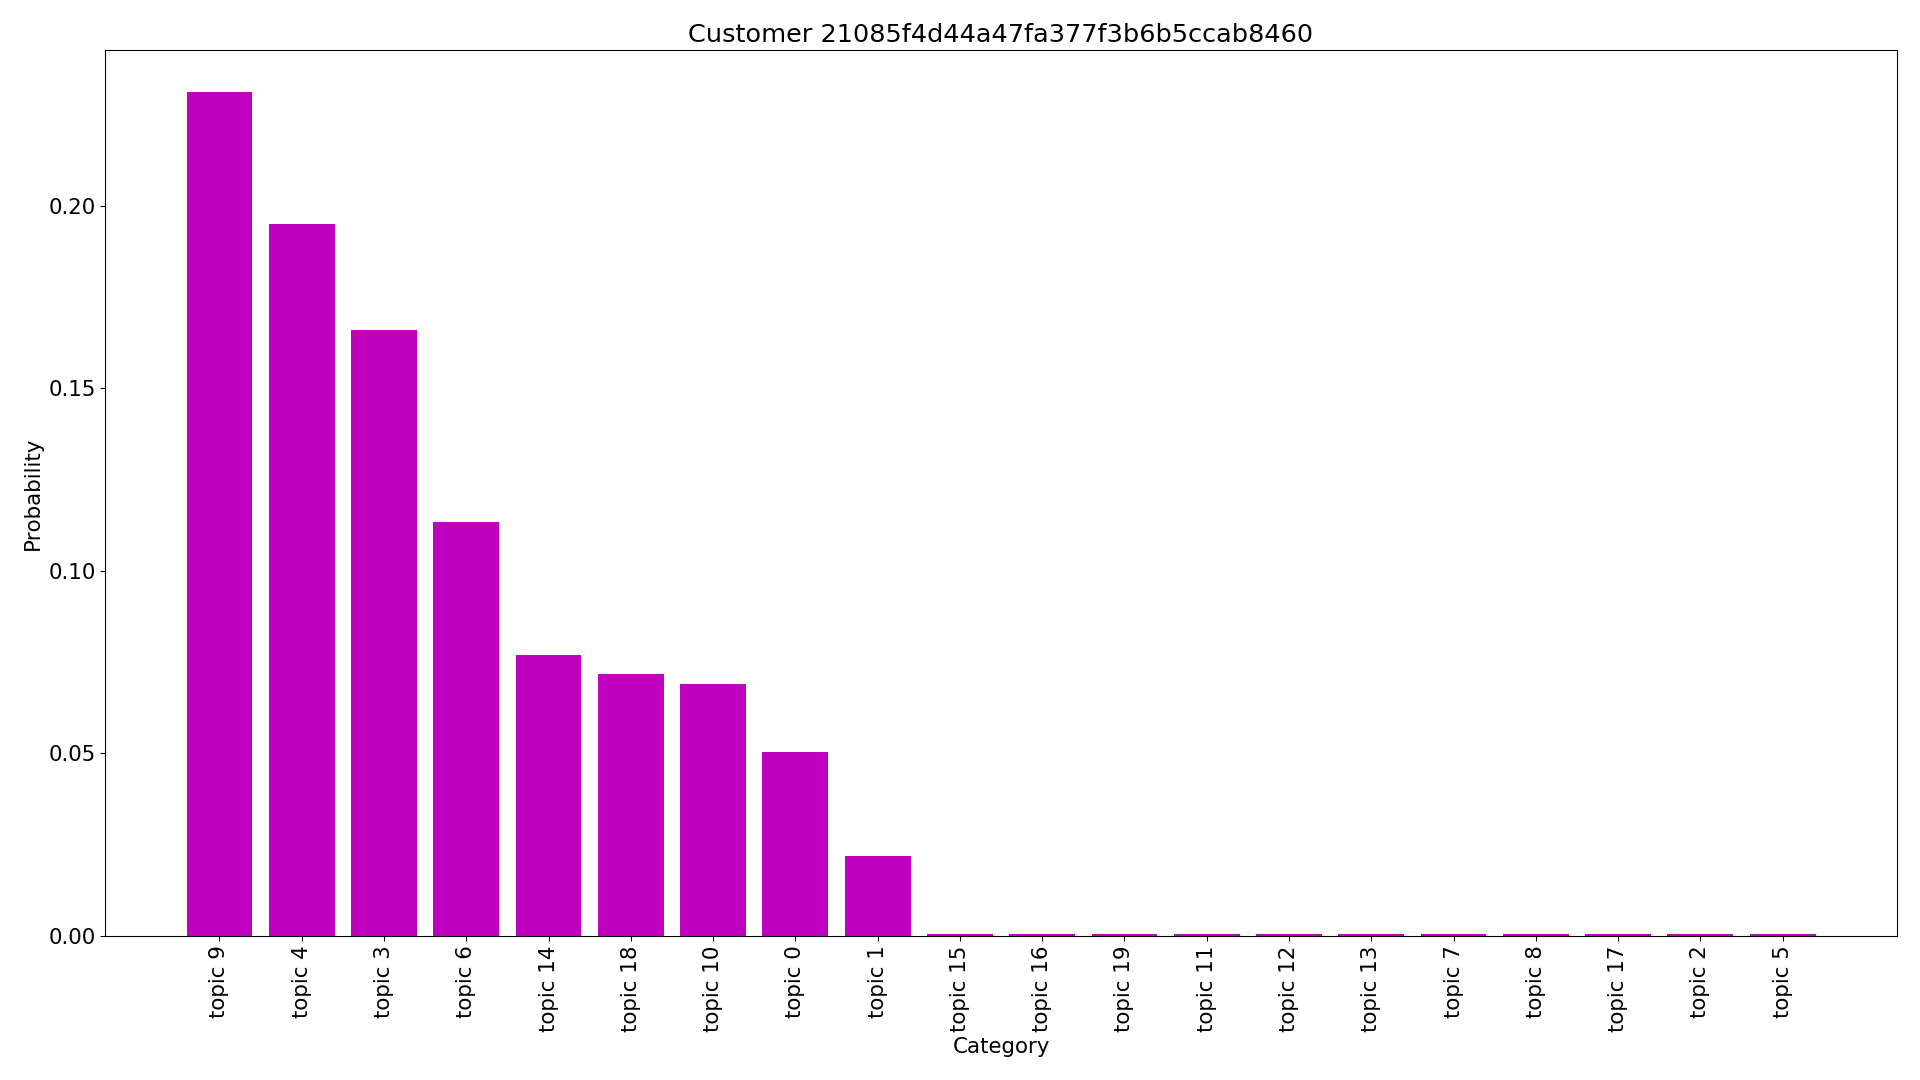 Customer 21085f4d44a47fa377f3b6b5ccab8460
Probability
0.20
0.15
0.10
0.05
0.00
topic 9
topic 4
topic 3
topic 6
topic 14
topic 18
topic 10
topic 0
topic 1
topic 15
topic 16
topic 19
topic 11
topic 12
topic 13
topic 7
topic 8
topic 17
topic 2
topic 5
Category